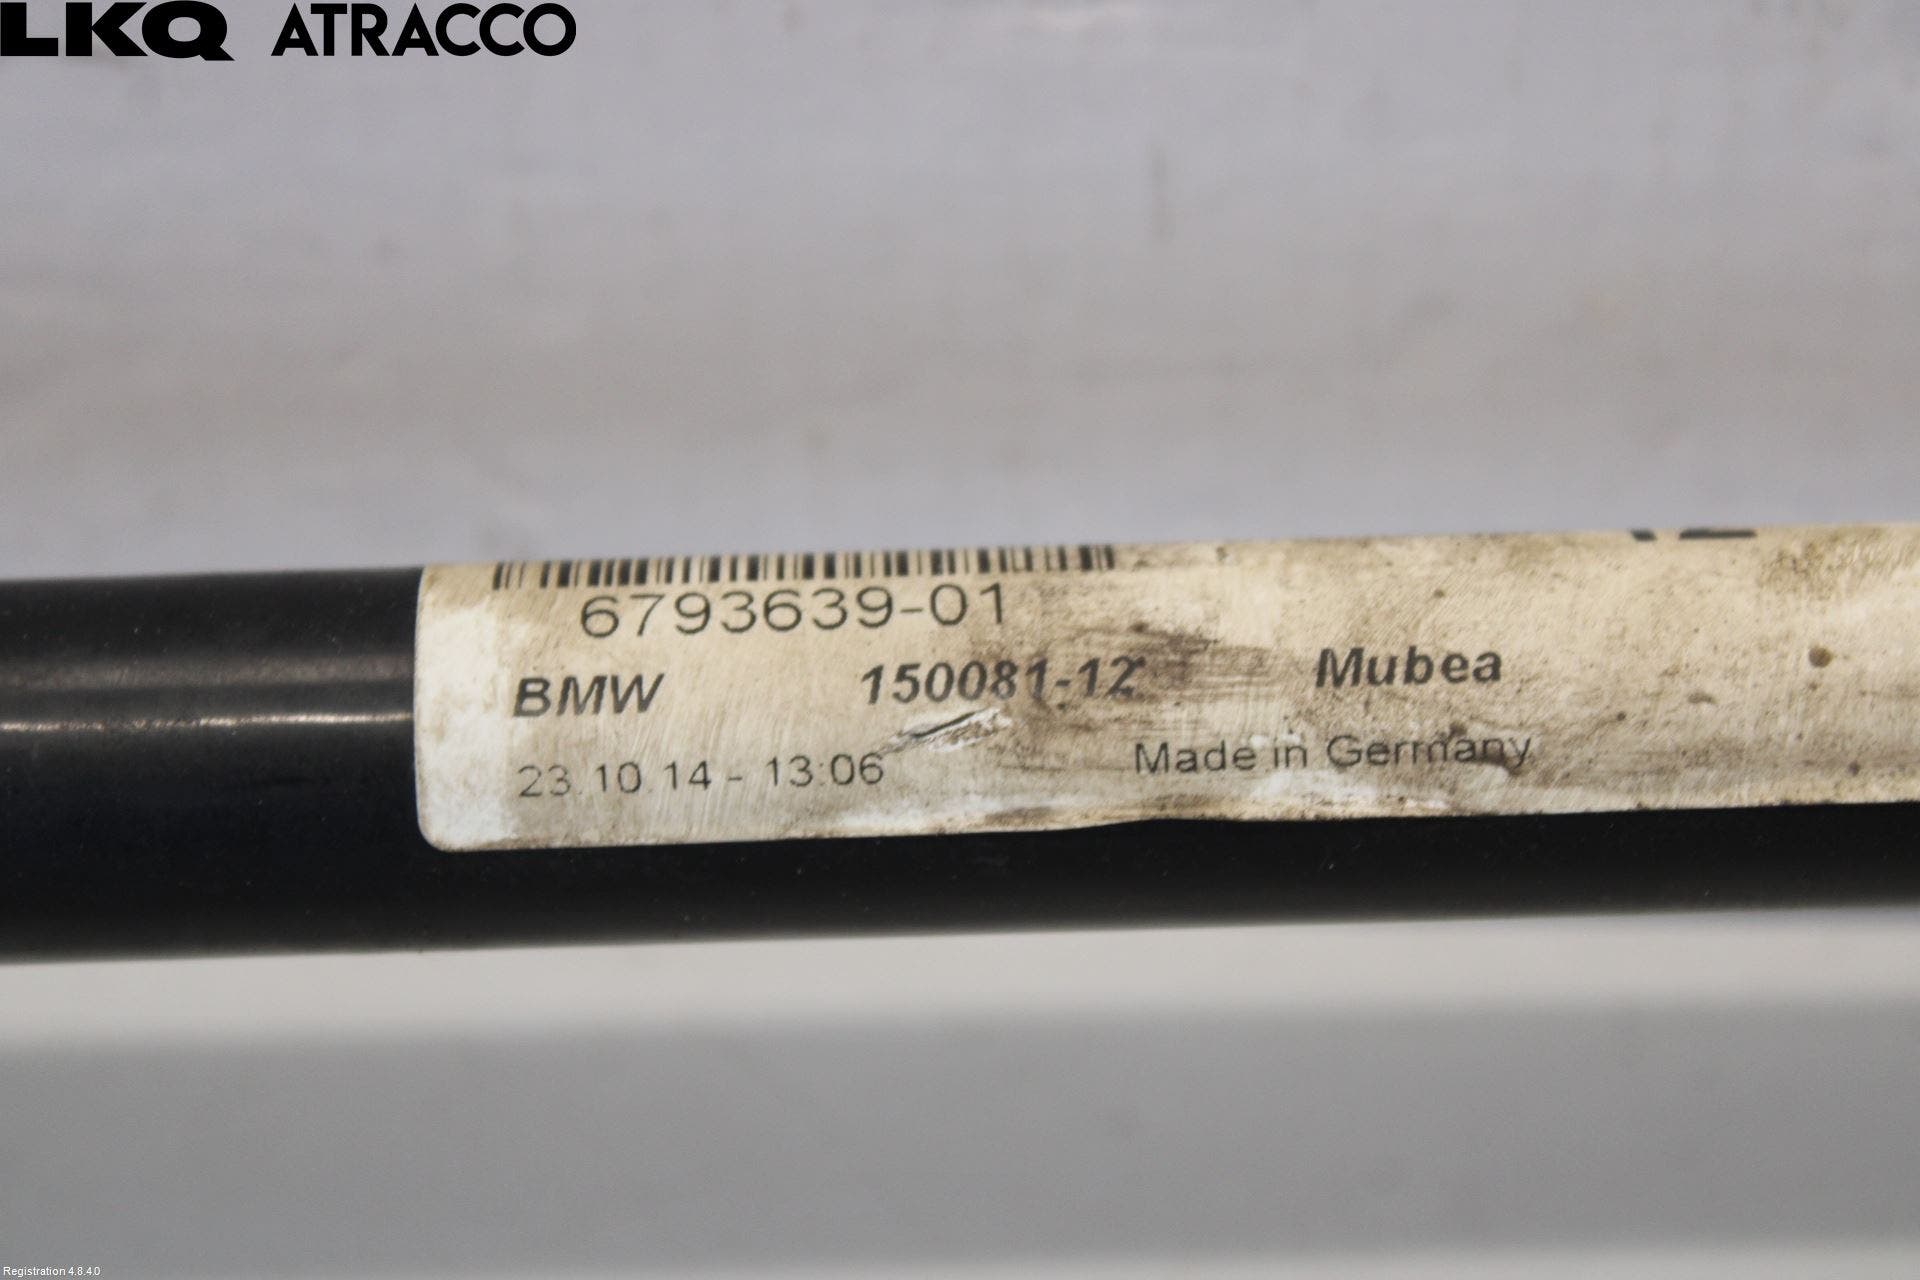 LKQ ATRACCO
6793639-01
BMW 150081-12 Mubea
23.10.14 - 13:06 Made in Germany
Registration 4.8.4.0